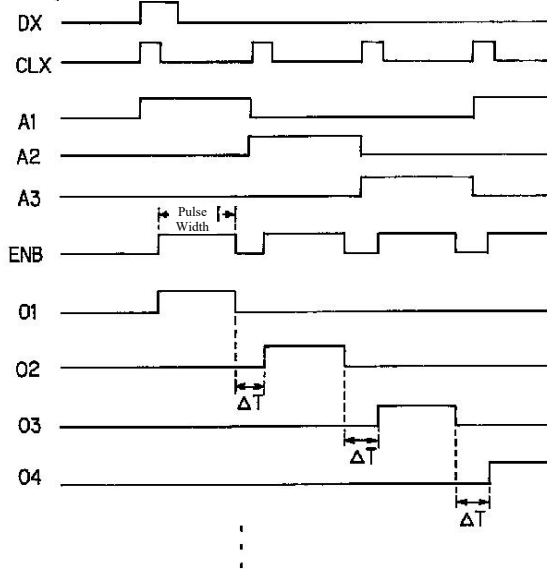 DX
CLX
A1
A2
A3
Pulse
Width
ENB
O1
O2
ΔT
O3
ΔT
O4
ΔT